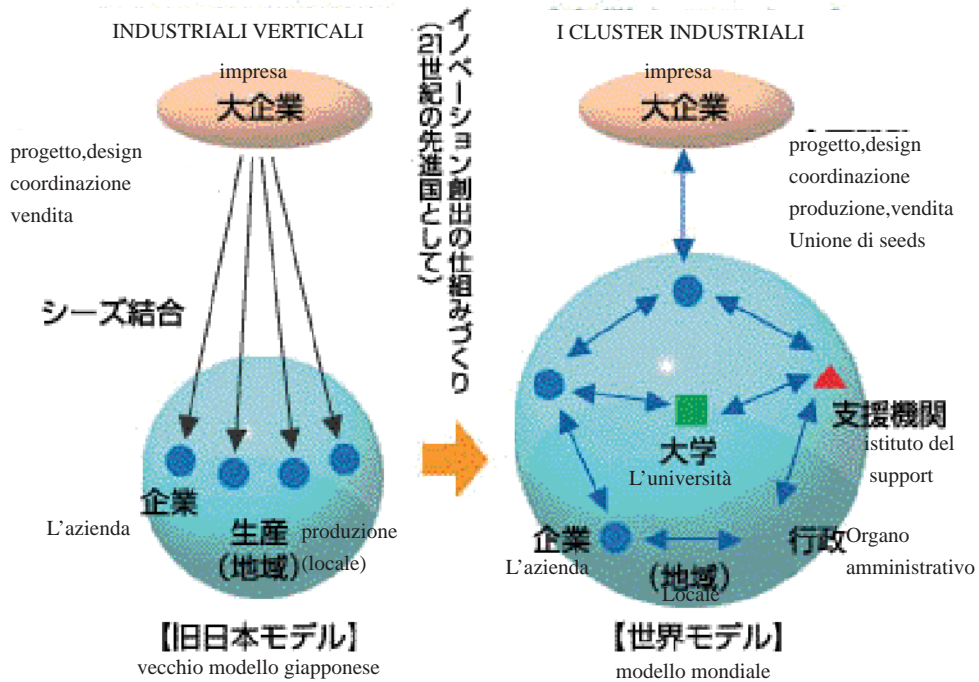 INDUSTRIALI VERTICALI
impresa
大企業
progetto,design
coordinazione
vendita
シーズ結合
企業
L'azienda
生産
(地域)
produzione
(locale)
【旧日本モデル】
vecchio modello giapponese
イノベーション創出の仕組みづくり
(21世紀の先進国として)
I CLUSTER INDUSTRIALI
impresa
大企業
progetto,design
coordinazione
produzione,vendita
Unione di seeds
支援機関
istituto del
support
大学
L'università
企業
L'azienda
(地域)
Locale
行政
Organo
amministrativo
【世界モデル】
modello mondiale